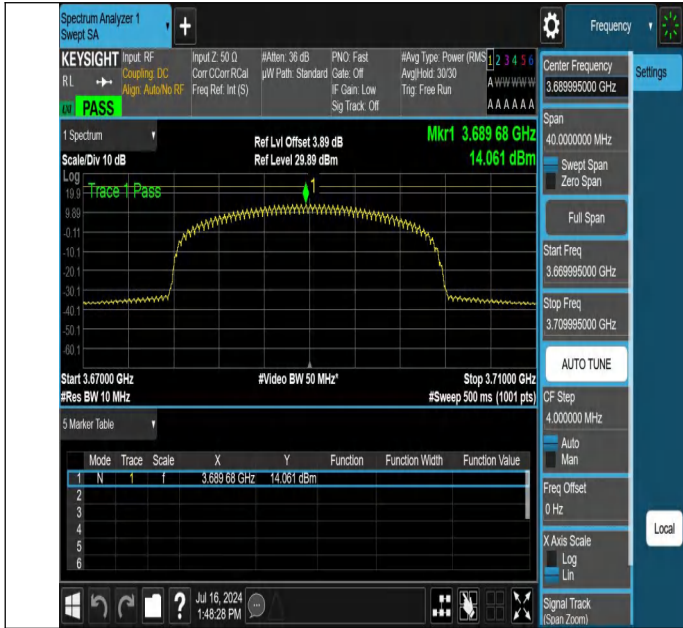 Spectrum Analyzer 1
Swept SA
+
Frequency
KEYSIGHT
RL
PASS
Input: RF
Coupling: DC
Align: Auto/No RF
Input Z: 50 Ω
Corr CCorr RCal
Freq Ref: Int (S)
#Atten: 36 dB
µW Path: Standard
PNO: Fast
Gate: Off
IF Gain: Low
Sig Track: Off
#Avg Type: Power (RMS
Avg|Hold: 30/30
Trig: Free Run
1 2 3 4 5 6
A W W W W W
A A A A A A
1 Spectrum
Scale/Div 10 dB
Ref Lvl Offset 3.89 dB
Ref Level 29.89 dBm
Mkr1 3.689 68 GHz
14.061 dBm
Log
Trace 1 Pass
1
19.9
9.89
-0.11
-10.1
-20.1
-30.1
-40.1
-50.1
-60.1
Start 3.67000 GHz
#Res BW 10 MHz
#Video BW 50 MHz*
Stop 3.71000 GHz
#Sweep 500 ms (1001 pts)
5 Marker Table
Mode Trace Scale X Y Function Function Width Function Value
1 N 1 f 3.689 68 GHz 14.061 dBm
2
3
4
5
6
?
Jul 16, 2024
1:48:28 PM
Center Frequency
3.689995000 GHz
Settings
Span
40.0000000 MHz
Swept Span
Zero Span
Full Span
Start Freq
3.669995000 GHz
Stop Freq
3.709995000 GHz
AUTO TUNE
CF Step
4.000000 MHz
Auto
Man
Freq Offset
0 Hz
Local
X Axis Scale
Log
Lin
Signal Track
(Span Zoom)